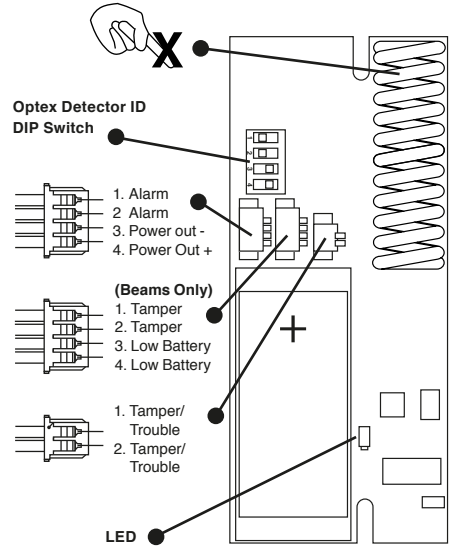 X
Optex Detector ID
DIP Switch
1
2
3
4
1. Alarm
2 Alarm
3. Power out -
4. Power Out +
(Beams Only)
1. Tamper
2. Tamper
3. Low Battery
4. Low Battery
+
1. Tamper/
Trouble
2. Tamper/
Trouble
LED